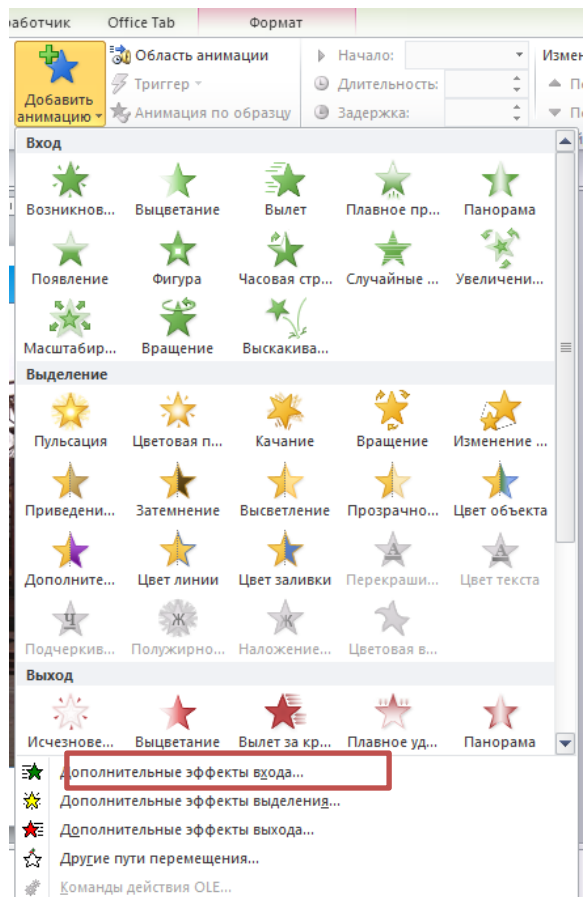 работчик Office Tab Формат
Добавить анимацию
Область анимации
Триггер
Анимация по образцу
Начало:
Длительность:
Задержка:
Измен
Вход
Возникнов... Выцветание Вылет Плавное пр... Панорама
Появление Фигура Часовая стр... Случайные ... Увеличени...
Масштабир... Вращение Выскакива...
Выделение
Пульсация Цветовая п... Качание Вращение Изменение ...
Приведени... Затемнение Высветление Прозрачно... Цвет объекта
Дополните... Цвет линии Цвет заливки Перекраши... Цвет текста
Подчеркив... Полужирно... Наложение... Цветовая в...
Выход
Исчезнове... Выцветание Вылет за кр... Плавное уд... Панорама
Дополнительные эффекты входа...
Дополнительные эффекты выделения...
Дополнительные эффекты выхода...
Другие пути перемещения...
Команды действия OLE...